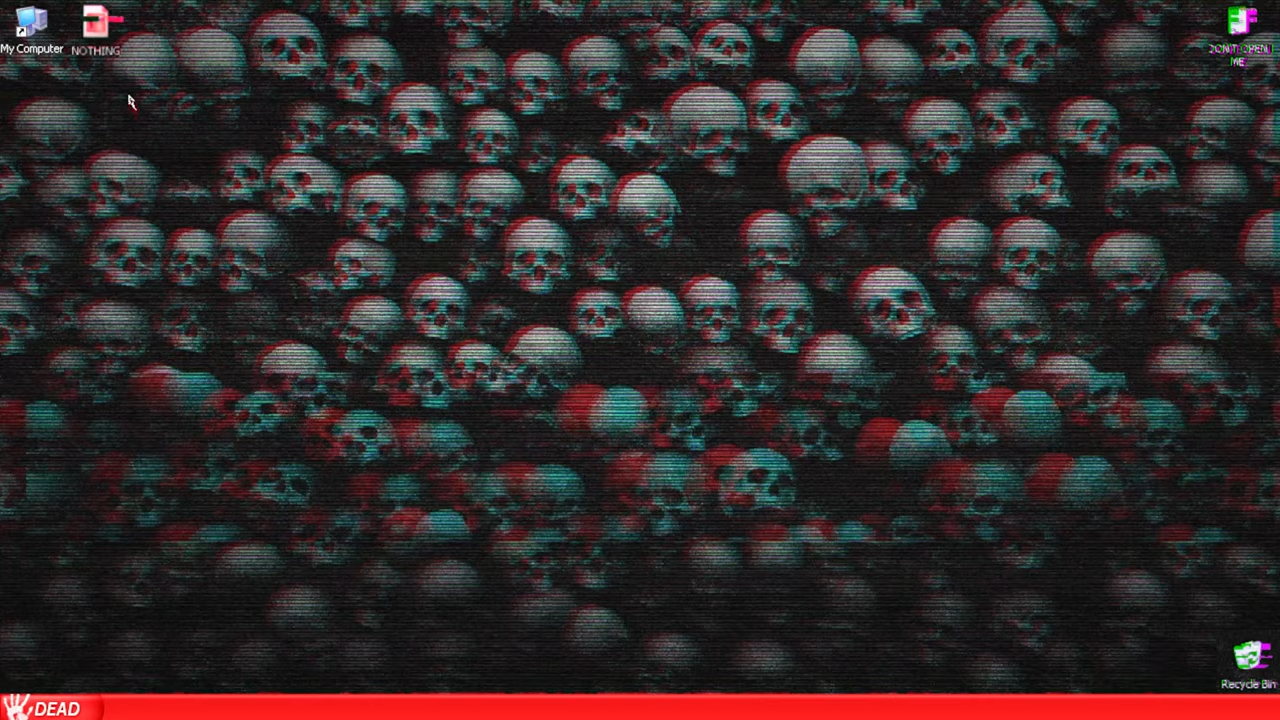 My Computer
NOTHING
DON'T OPEN
ME
Recycle Bin
DEAD